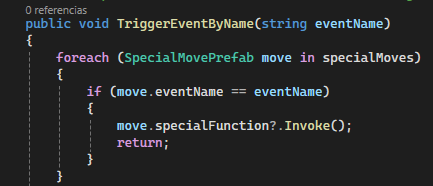 0 referencias
public void TriggerEventByName(string eventName)
{
foreach (SpecialMovePrefab move in specialMoves)
{
if (move.eventName == eventName)
{
move.specialFunction?.Invoke();
return;
}
}